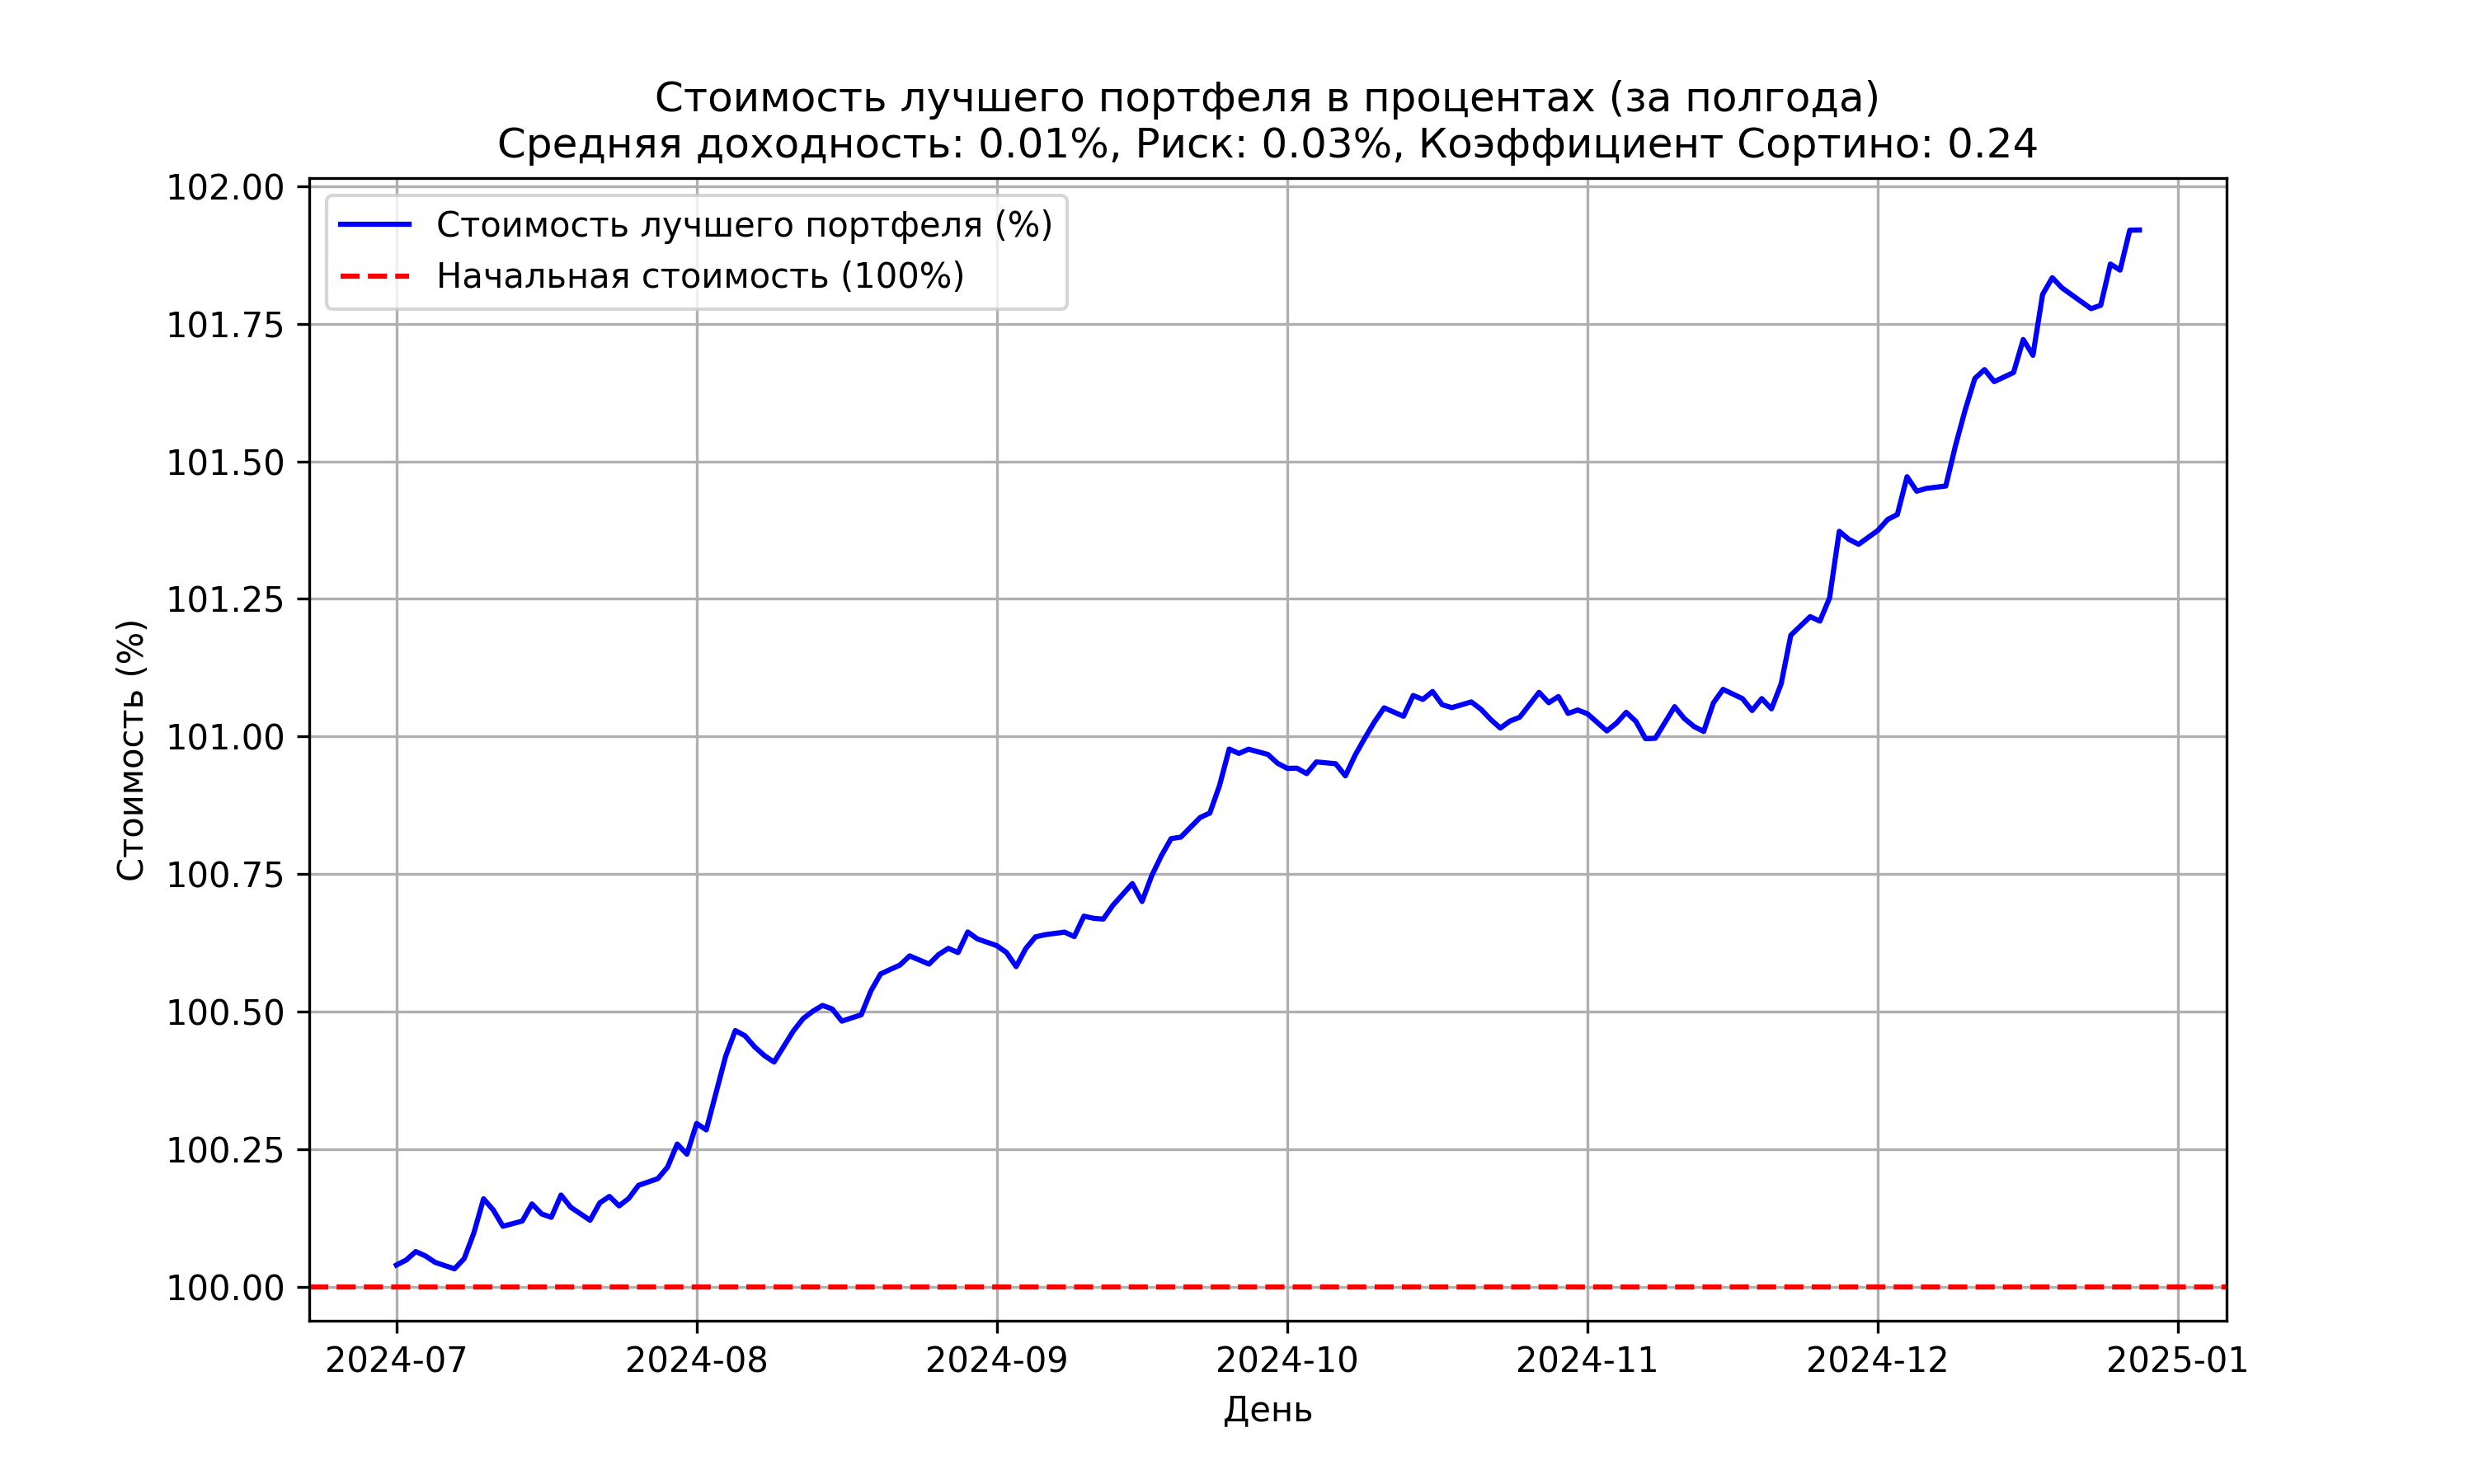 Стоимость лучшего портфеля в процентах (за полгода)
Средняя доходность: 0.01%, Риск: 0.03%, Коэффициент Сортино: 0.24
Стоимость лучшего портфеля (%)
Начальная стоимость (100%)
102.00
101.75
101.50
101.25
101.00
100.75
100.50
100.25
100.00
Стоимость (%)
2024-07 2024-08 2024-09 2024-10 2024-11 2024-12 2025-01
День